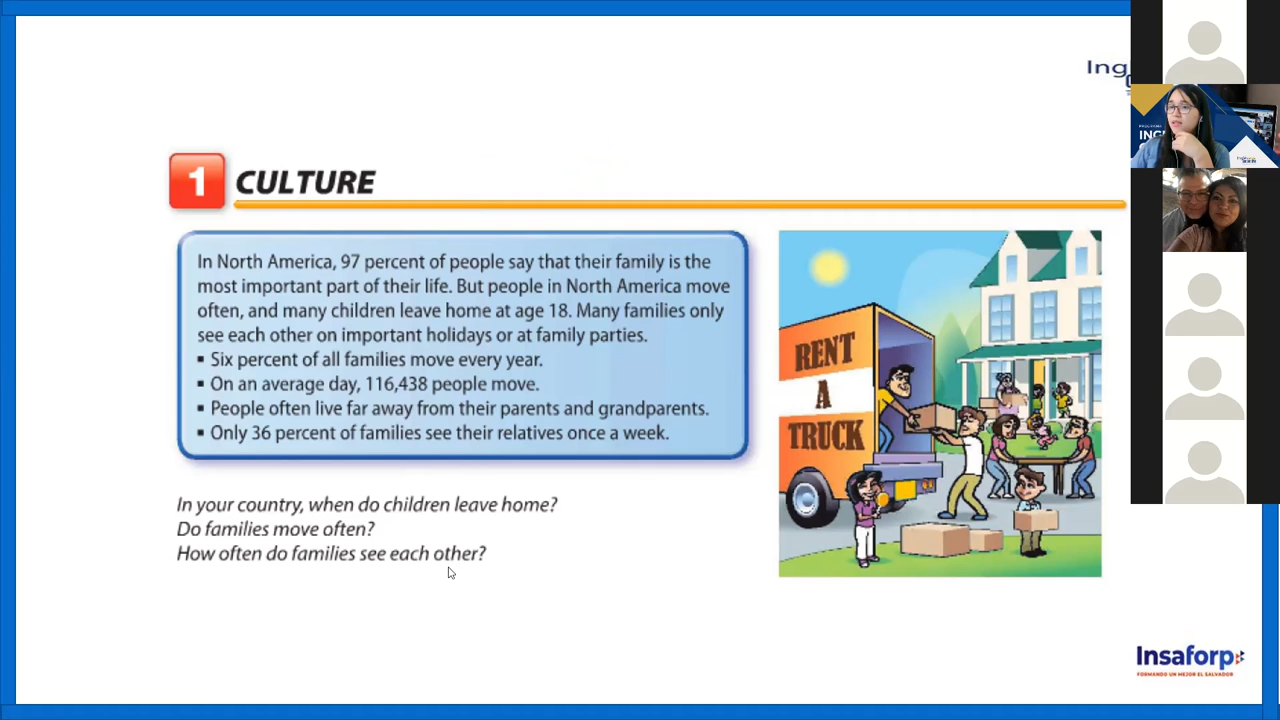 Ing
1 CULTURE
In North America, 97 percent of people say that their family is the
most important part of their life. But people in North America move
often, and many children leave home at age 18. Many families only
see each other on important holidays or at family parties.
▪ Six percent of all families move every year.
▪ On an average day, 116,438 people move.
▪ People often live far away from their parents and grandparents.
▪ Only 36 percent of families see their relatives once a week.
In your country, when do children leave home?
Do families move often?
How often do families see each other?
RENT
A
TRUCK
ING
Insaforp
FORMANDO UN MEJOR EL SALVADOR